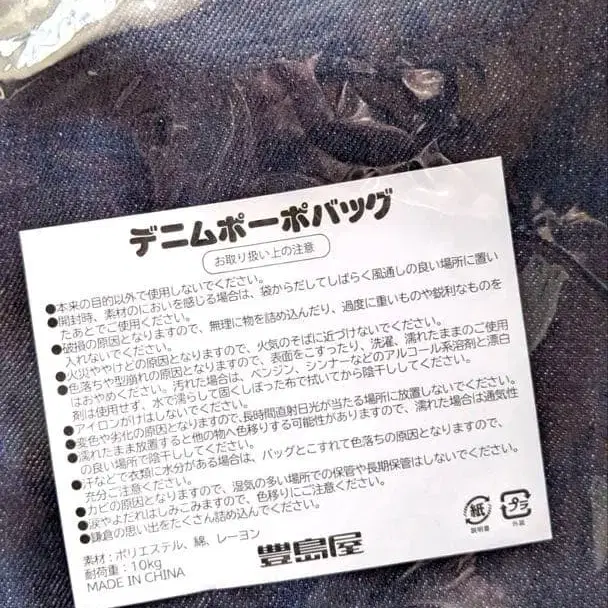 デニムポーポバッグ
お取り扱い上の注意
●本来の目的以外で使用しないでください。
●開封時、素材のにおいを感じる場合は、袋からだしてしばらく風通しの良い場所に置い
たあとでご使用ください。
●破損の原因となりますので、無理に物を詰め込んだり、過度に重いものや鋭利なものを
入れないでください。
●火災ややけどの原因となりますので、火気のそばに近づけないでください。
●色落ちや型崩れの原因となりますので、表面をこすったり、洗濯、濡れたままのご使用
はおやめください。汚れた場合は、ベンジン、シンナーなどのアルコール系溶剤と漂白
剤は使用せず、水で濡らして固くしぼった布で拭いてから陰干ししてください。
●アイロンがけはしないでください。
●変色や劣化の原因となりますので、長時間直射日光が当たる場所に放置しないでください。
●濡れたまま放置すると他の物へ色移りする可能性がありますので、濡れた場合は通気性
の良い場所で陰干ししてください。
●汗などで衣類に水分がある場合は、バッグとこすれて色落ちの原因となりますので、
充分ご注意ください。
●カビの原因となりますので、湿気の多い場所での保管や長期保管はしないでください。
●涙やよだれはしみこみますので、色移りにご注意ください。
●鎌倉の思い出をたくさん詰め込んでください。
素材：ポリエステル、綿、レーヨン
耐荷重：10kg
MADE IN CHINA
豊島屋
紙
説明書
プラ
外装